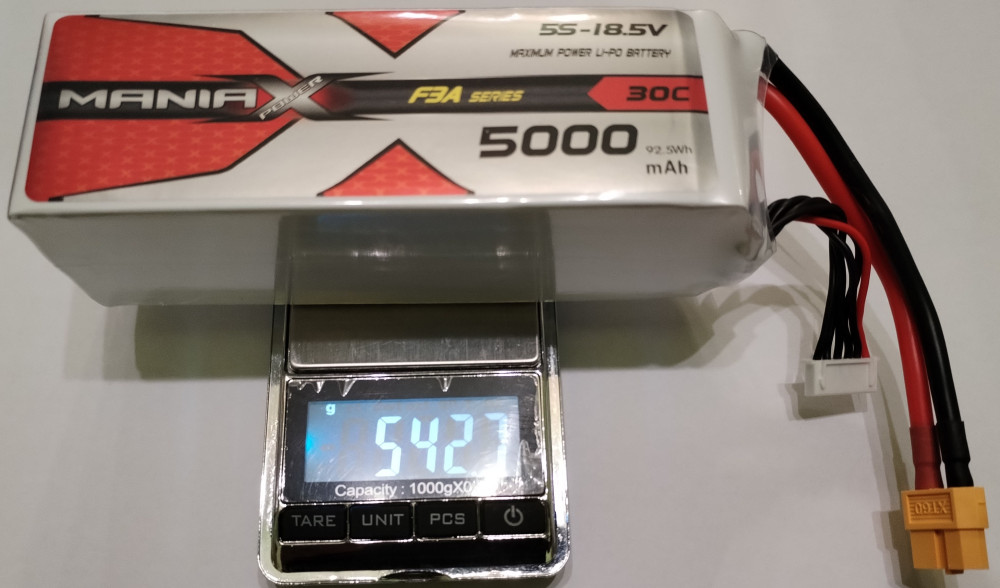 5S-18.5V
MAXIMUM POWER LI-PO BATTERY
MANIAX
POWER
F3A SERIES
30C
5000
92.5Wh
mAh
g
5427
Capacity : 1000gX0
TARE
UNIT
PCS
XT60